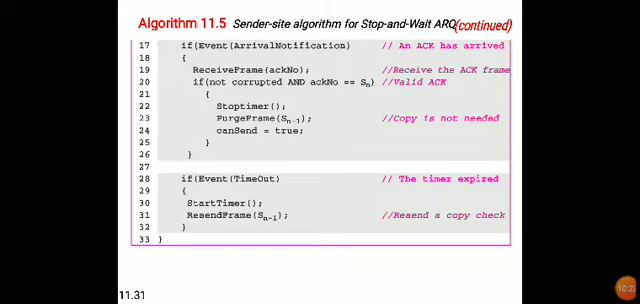 Algorithm 11.5 Sender-site algorithm for Stop-and-Wait ARQ(continued)
17 if(Event(ArrivalNotification) // An ACK has arrived
18 {
19 ReceiveFrame(ackNo); //Receive the ACK frame
20 if(not corrupted AND ackNo == Sn) //Valid ACK
21 {
22 Stoptimer();
23 PurgeFrame(Sn-1); //Copy is not needed
24 canSend = true;
25 }
26 }
27
28 if(Event(TimeOut) // The timer expired
29 {
30 StartTimer();
31 ResendFrame(Sn-1); //Resend a copy check
32 }
33 }
11.31